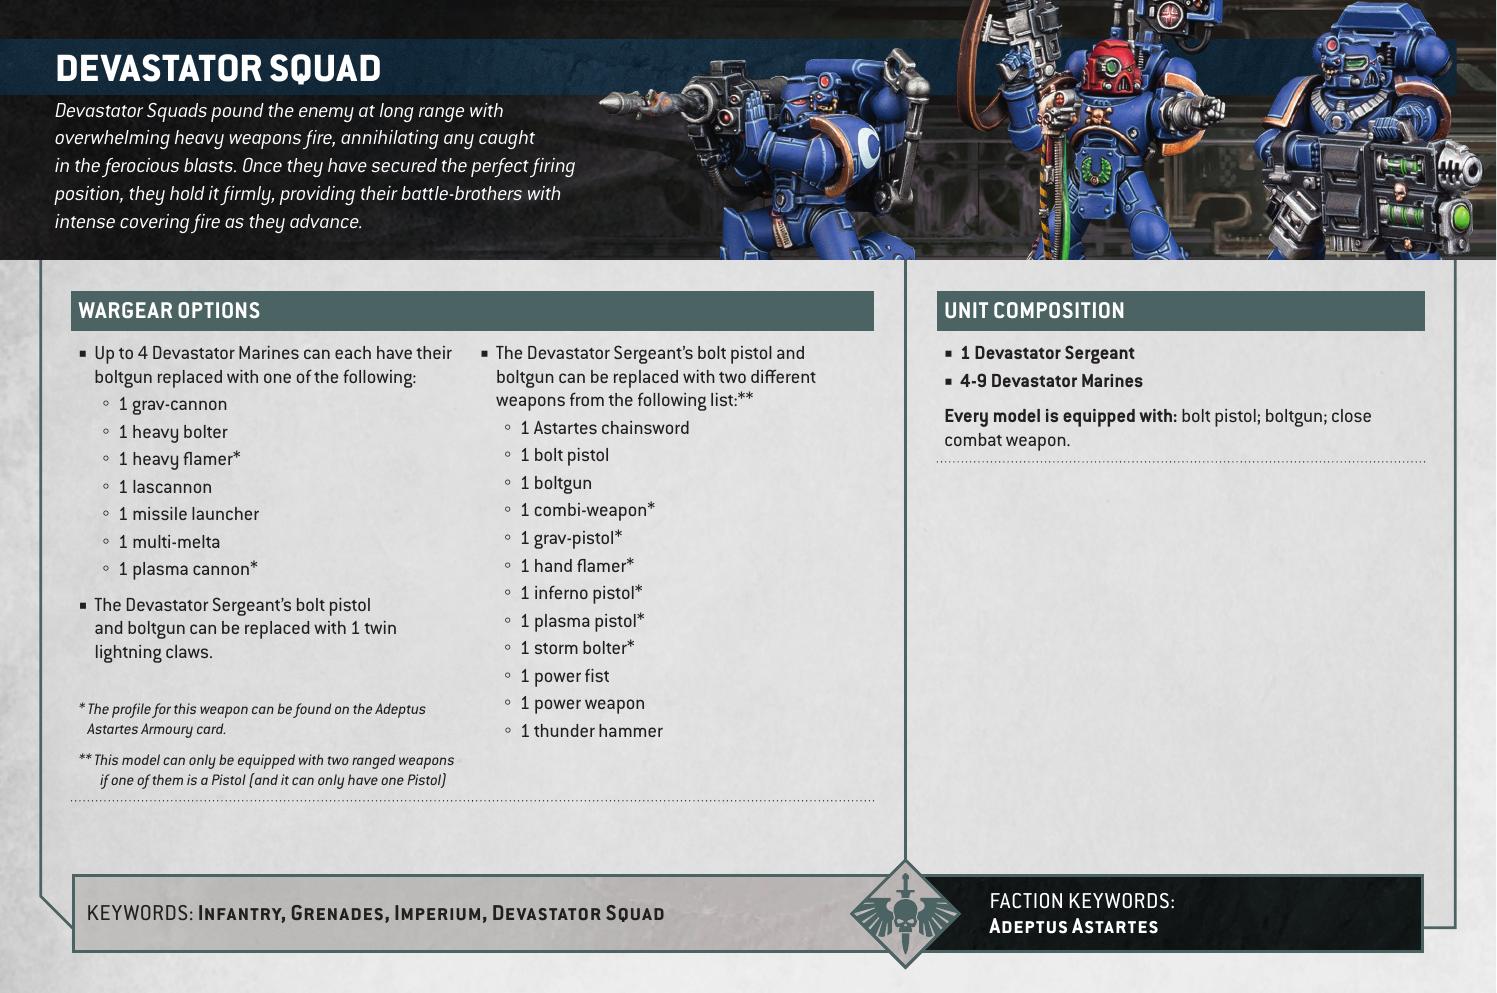 DEVASTATOR SQUAD
Devastator Squads pound the enemy at long range with
overwhelming heavy weapons fire, annihilating any caught
in the ferocious blasts. Once they have secured the perfect firing
position, they hold it firmly, providing their battle-brothers with
intense covering fire as they advance.
WARGEAR OPTIONS
▪ Up to 4 Devastator Marines can each have their
boltgun replaced with one of the following:
◦ 1 grav-cannon
◦ 1 heavy bolter
◦ 1 heavy flamer*
◦ 1 lascannon
◦ 1 missile launcher
◦ 1 multi-melta
◦ 1 plasma cannon*
▪ The Devastator Sergeant's bolt pistol
and boltgun can be replaced with 1 twin
lightning claws.
* The profile for this weapon can be found on the Adeptus
Astartes Armoury card.
** This model can only be equipped with two ranged weapons
if one of them is a Pistol (and it can only have one Pistol)
▪ The Devastator Sergeant's bolt pistol and
boltgun can be replaced with two different
weapons from the following list:**
◦ 1 Astartes chainsword
◦ 1 bolt pistol
◦ 1 boltgun
◦ 1 combi-weapon*
◦ 1 grav-pistol*
◦ 1 hand flamer*
◦ 1 inferno pistol*
◦ 1 plasma pistol*
◦ 1 storm bolter*
◦ 1 power fist
◦ 1 power weapon
◦ 1 thunder hammer
UNIT COMPOSITION
▪ 1 Devastator Sergeant
▪ 4-9 Devastator Marines
Every model is equipped with: bolt pistol; boltgun; close
combat weapon.
KEYWORDS: Infantry, Grenades, Imperium, Devastator Squad
FACTION KEYWORDS:
Adeptus Astartes